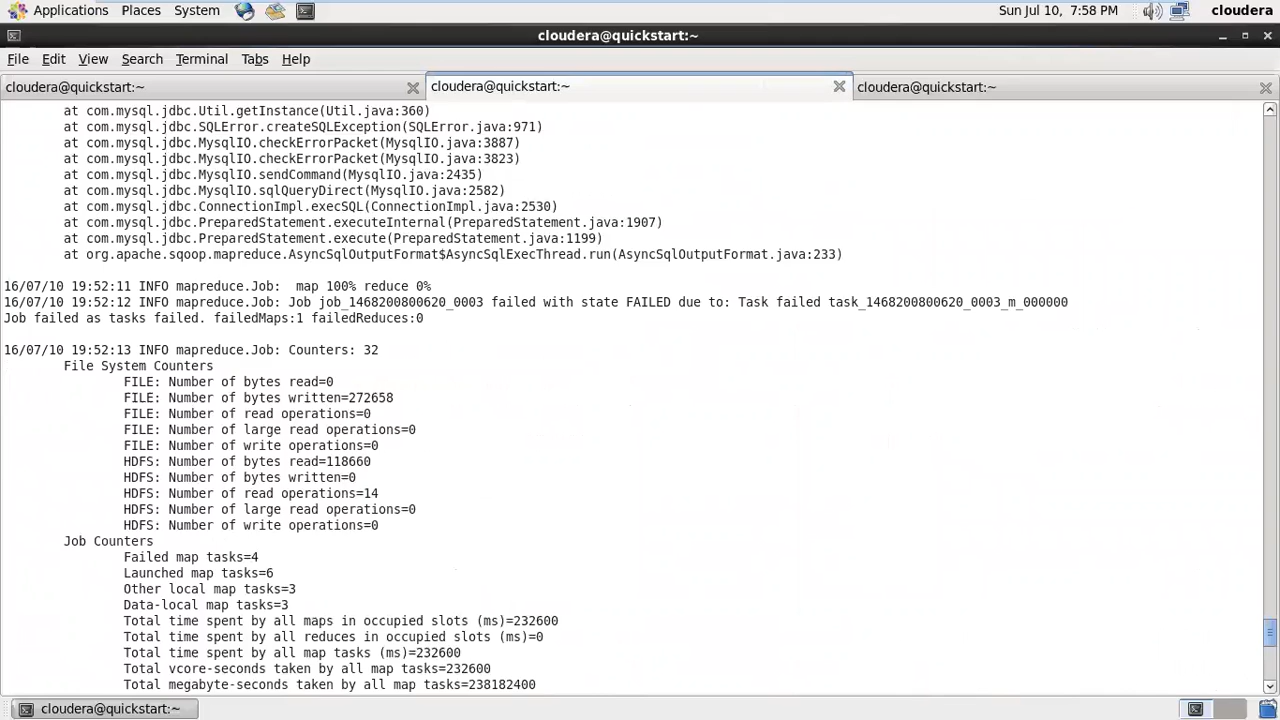 Applications Places System Sun Jul 10, 7:58 PM cloudera
cloudera@quickstart:~
File Edit View Search Terminal Tabs Help
cloudera@quickstart:~ cloudera@quickstart:~ cloudera@quickstart:~
at com.mysql.jdbc.Util.getInstance(Util.java:360)
at com.mysql.jdbc.SQLError.createSQLException(SQLError.java:971)
at com.mysql.jdbc.MysqlIO.checkErrorPacket(MysqlIO.java:3887)
at com.mysql.jdbc.MysqlIO.checkErrorPacket(MysqlIO.java:3823)
at com.mysql.jdbc.MysqlIO.sendCommand(MysqlIO.java:2435)
at com.mysql.jdbc.MysqlIO.sqlQueryDirect(MysqlIO.java:2582)
at com.mysql.jdbc.ConnectionImpl.execSQL(ConnectionImpl.java:2530)
at com.mysql.jdbc.PreparedStatement.executeInternal(PreparedStatement.java:1907)
at com.mysql.jdbc.PreparedStatement.execute(PreparedStatement.java:1199)
at org.apache.sqoop.mapreduce.AsyncSqlOutputFormat$AsyncSqlExecThread.run(AsyncSqlOutputFormat.java:233)
16/07/10 19:52:11 INFO mapreduce.Job:  map 100% reduce 0%
16/07/10 19:52:12 INFO mapreduce.Job: Job job_1468200800620_0003 failed with state FAILED due to: Task failed task_1468200800620_0003_m_000000
Job failed as tasks failed. failedMaps:1 failedReduces:0
16/07/10 19:52:13 INFO mapreduce.Job: Counters: 32
File System Counters
FILE: Number of bytes read=0
FILE: Number of bytes written=272658
FILE: Number of read operations=0
FILE: Number of large read operations=0
FILE: Number of write operations=0
HDFS: Number of bytes read=118660
HDFS: Number of bytes written=0
HDFS: Number of read operations=14
HDFS: Number of large read operations=0
HDFS: Number of write operations=0
Job Counters
Failed map tasks=4
Launched map tasks=6
Other local map tasks=3
Data-local map tasks=3
Total time spent by all maps in occupied slots (ms)=232600
Total time spent by all reduces in occupied slots (ms)=0
Total time spent by all map tasks (ms)=232600
Total vcore-seconds taken by all map tasks=232600
Total megabyte-seconds taken by all map tasks=238182400
cloudera@quickstart:~